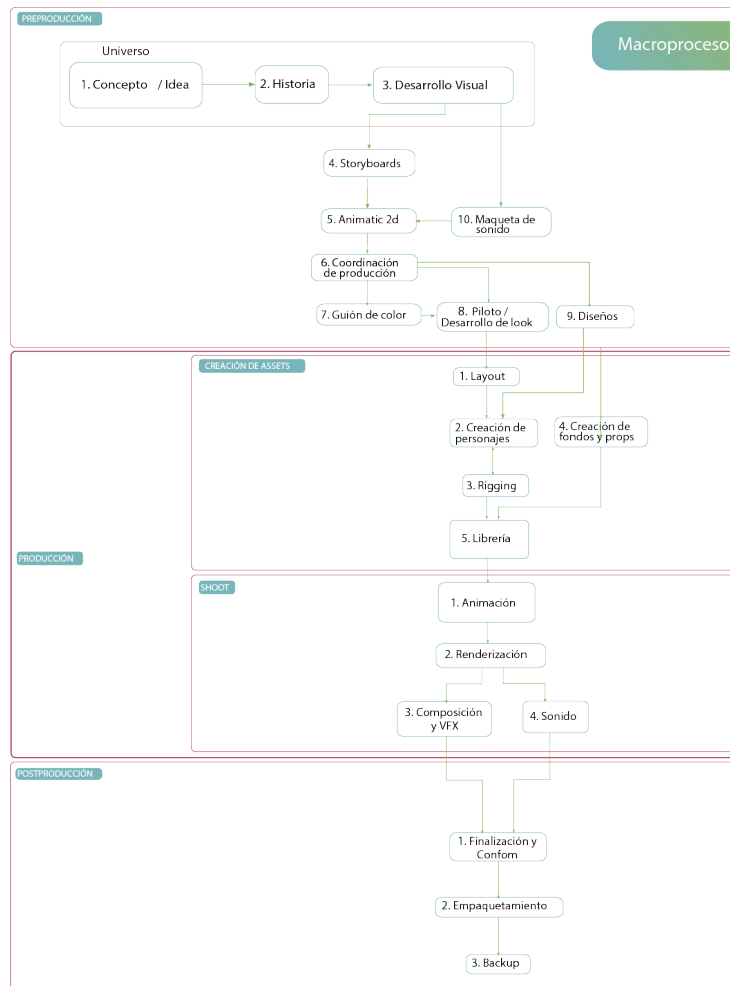 PREPRODUCCIÓN
Macroproceso
Universo
1. Concepto / Idea
2. Historia
3. Desarrollo Visual
4. Storyboards
5. Animatic 2d
10. Maqueta de
sonido
6. Coordinación
de producción
7. Guión de color
8. Piloto /
Desarrollo de look
9. Diseños
CREACIÓN DE ASSETS
1. Layout
2. Creación de
personajes
4. Creación de
fondos y props
3. Rigging
5. Librería
PRODUCCIÓN
SHOOT
1. Animación
2. Renderización
3. Composición
y VFX
4. Sonido
POSTPRODUCCIÓN
1. Finalización y
Confom
2. Empaquetamiento
3. Backup